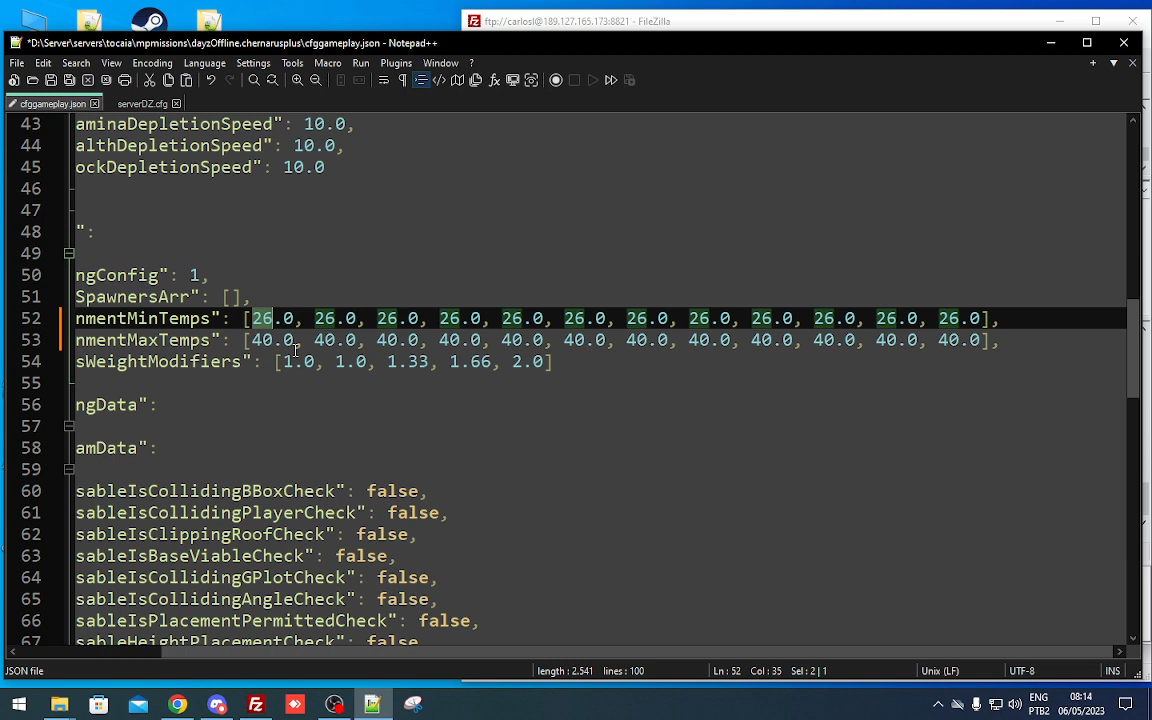 ftp://carlosl@189.127.165.173:8821 - FileZilla
*D:\Server\servers\tocaia\mpmissions\dayzOffline.chernarusplus\cfggameplay.json - Notepad++
File Edit Search View Encoding Language Settings Tools Macro Run Plugins Window ?
cfggameplay.json serverDZ.cfg
43 aminaDepletionSpeed": 10.0,
44 althDepletionSpeed": 10.0,
45 ockDepletionSpeed": 10.0
46
47
48 ":
49
50 ngConfig": 1,
51 SpawnersArr": [],
52 nmentMinTemps": [26.0, 26.0, 26.0, 26.0, 26.0, 26.0, 26.0, 26.0, 26.0, 26.0, 26.0, 26.0],
53 nmentMaxTemps": [40.0, 40.0, 40.0, 40.0, 40.0, 40.0, 40.0, 40.0, 40.0, 40.0, 40.0, 40.0],
54 sWeightModifiers": [1.0, 1.0, 1.33, 1.66, 2.0]
55
56 ngData":
57
58 amData":
59
60 sableIsCollidingBBoxCheck": false,
61 sableIsCollidingPlayerCheck": false,
62 sableIsClippingRoofCheck": false,
63 sableIsBaseViableCheck": false,
64 sableIsCollidingGPlotCheck": false,
65 sableIsCollidingAngleCheck": false,
66 sableIsPlacementPermittedCheck": false,
67 sableHeightPlacementCheck": false
JSON file length : 2.541 lines : 100 Ln : 52 Col : 35 Sel : 2 | 1 Unix (LF) UTF-8 INS
ENG 08:14
PTB2 06/05/2023